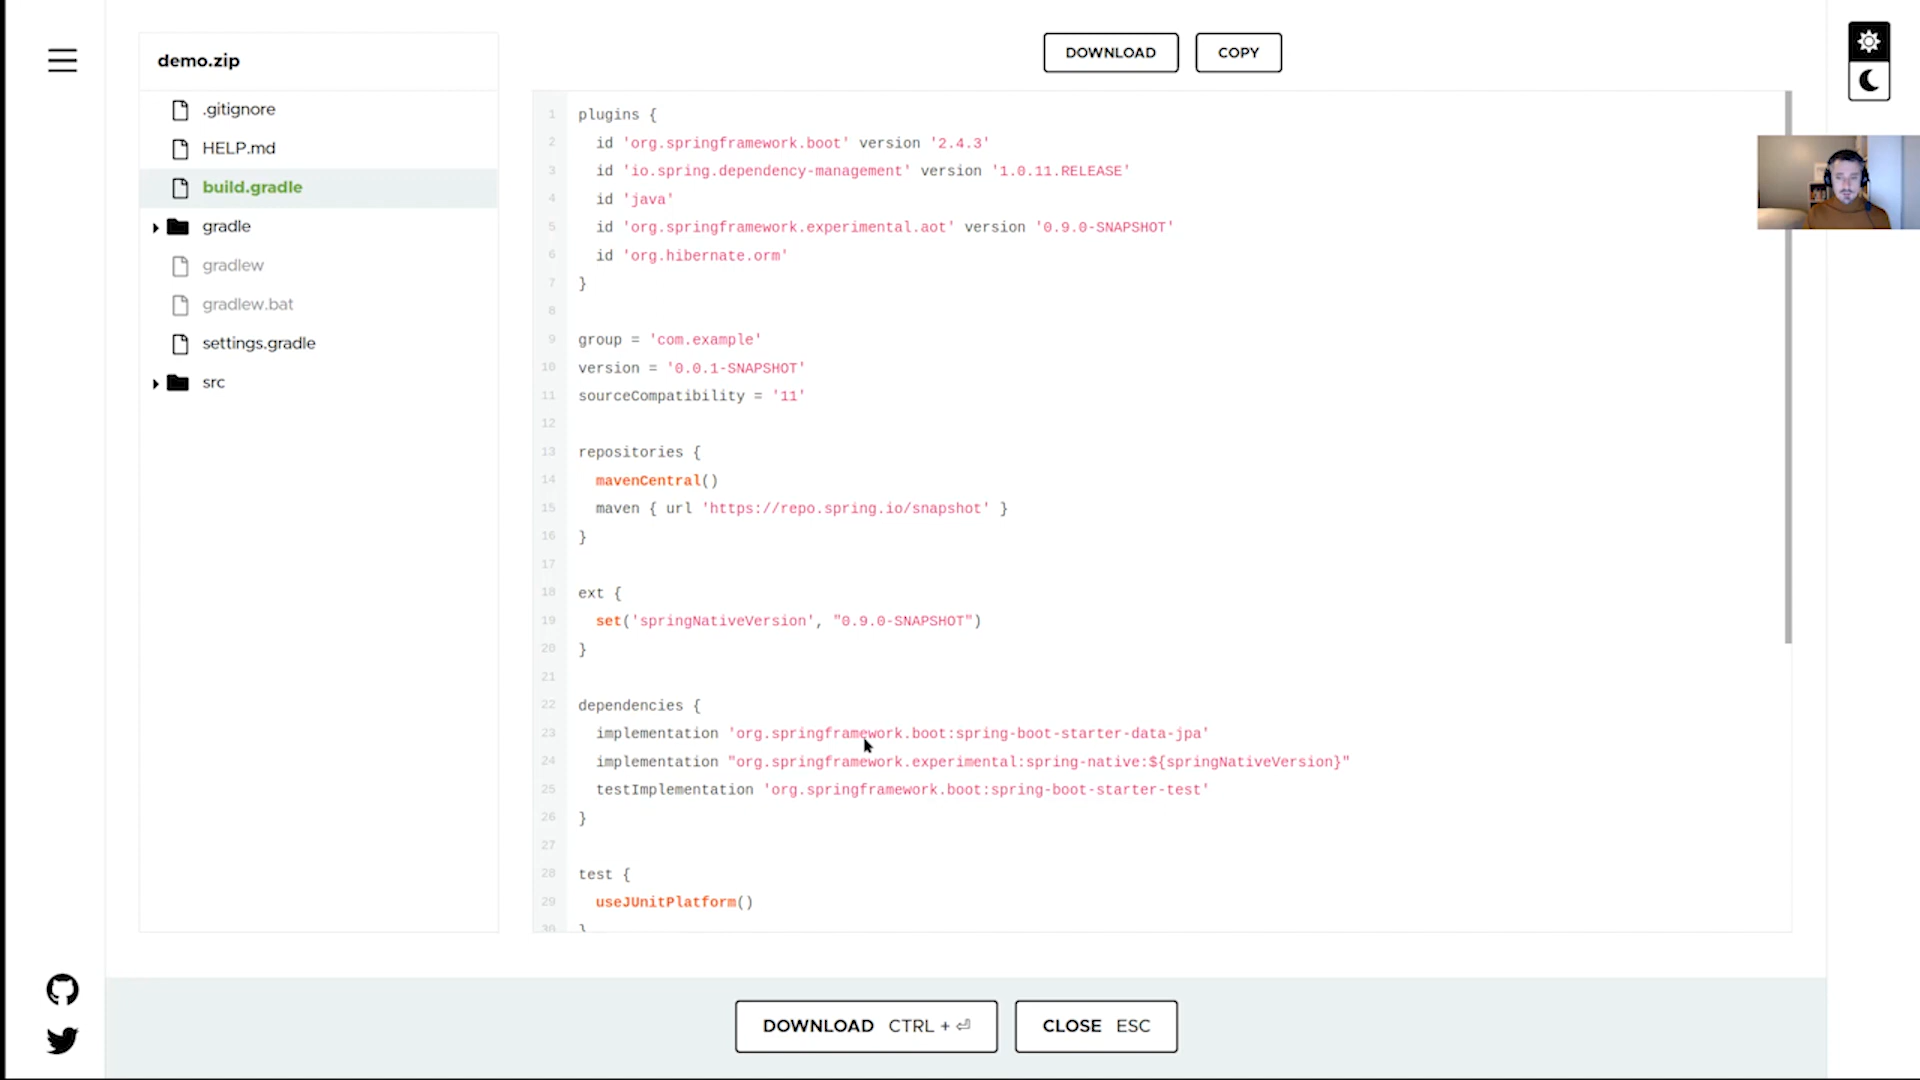 demo.zip
DOWNLOAD COPY
.gitignore
HELP.md
build.gradle
gradle
gradlew
gradlew.bat
settings.gradle
src
1 plugins {
2 id 'org.springframework.boot' version '2.4.3'
3 id 'io.spring.dependency-management' version '1.0.11.RELEASE'
4 id 'java'
5 id 'org.springframework.experimental.aot' version '0.9.0-SNAPSHOT'
6 id 'org.hibernate.orm'
7 }
8
9 group = 'com.example'
10 version = '0.0.1-SNAPSHOT'
11 sourceCompatibility = '11'
12
13 repositories {
14 mavenCentral()
15 maven { url 'https://repo.spring.io/snapshot' }
16 }
17
18 ext {
19 set('springNativeVersion', "0.9.0-SNAPSHOT")
20 }
21
22 dependencies {
23 implementation 'org.springframework.boot:spring-boot-starter-data-jpa'
24 implementation "org.springframework.experimental:spring-native:${springNativeVersion}"
25 testImplementation 'org.springframework.boot:spring-boot-starter-test'
26 }
27
28 test {
29 useJUnitPlatform()
30 }
DOWNLOAD CTRL + ⏎ CLOSE ESC